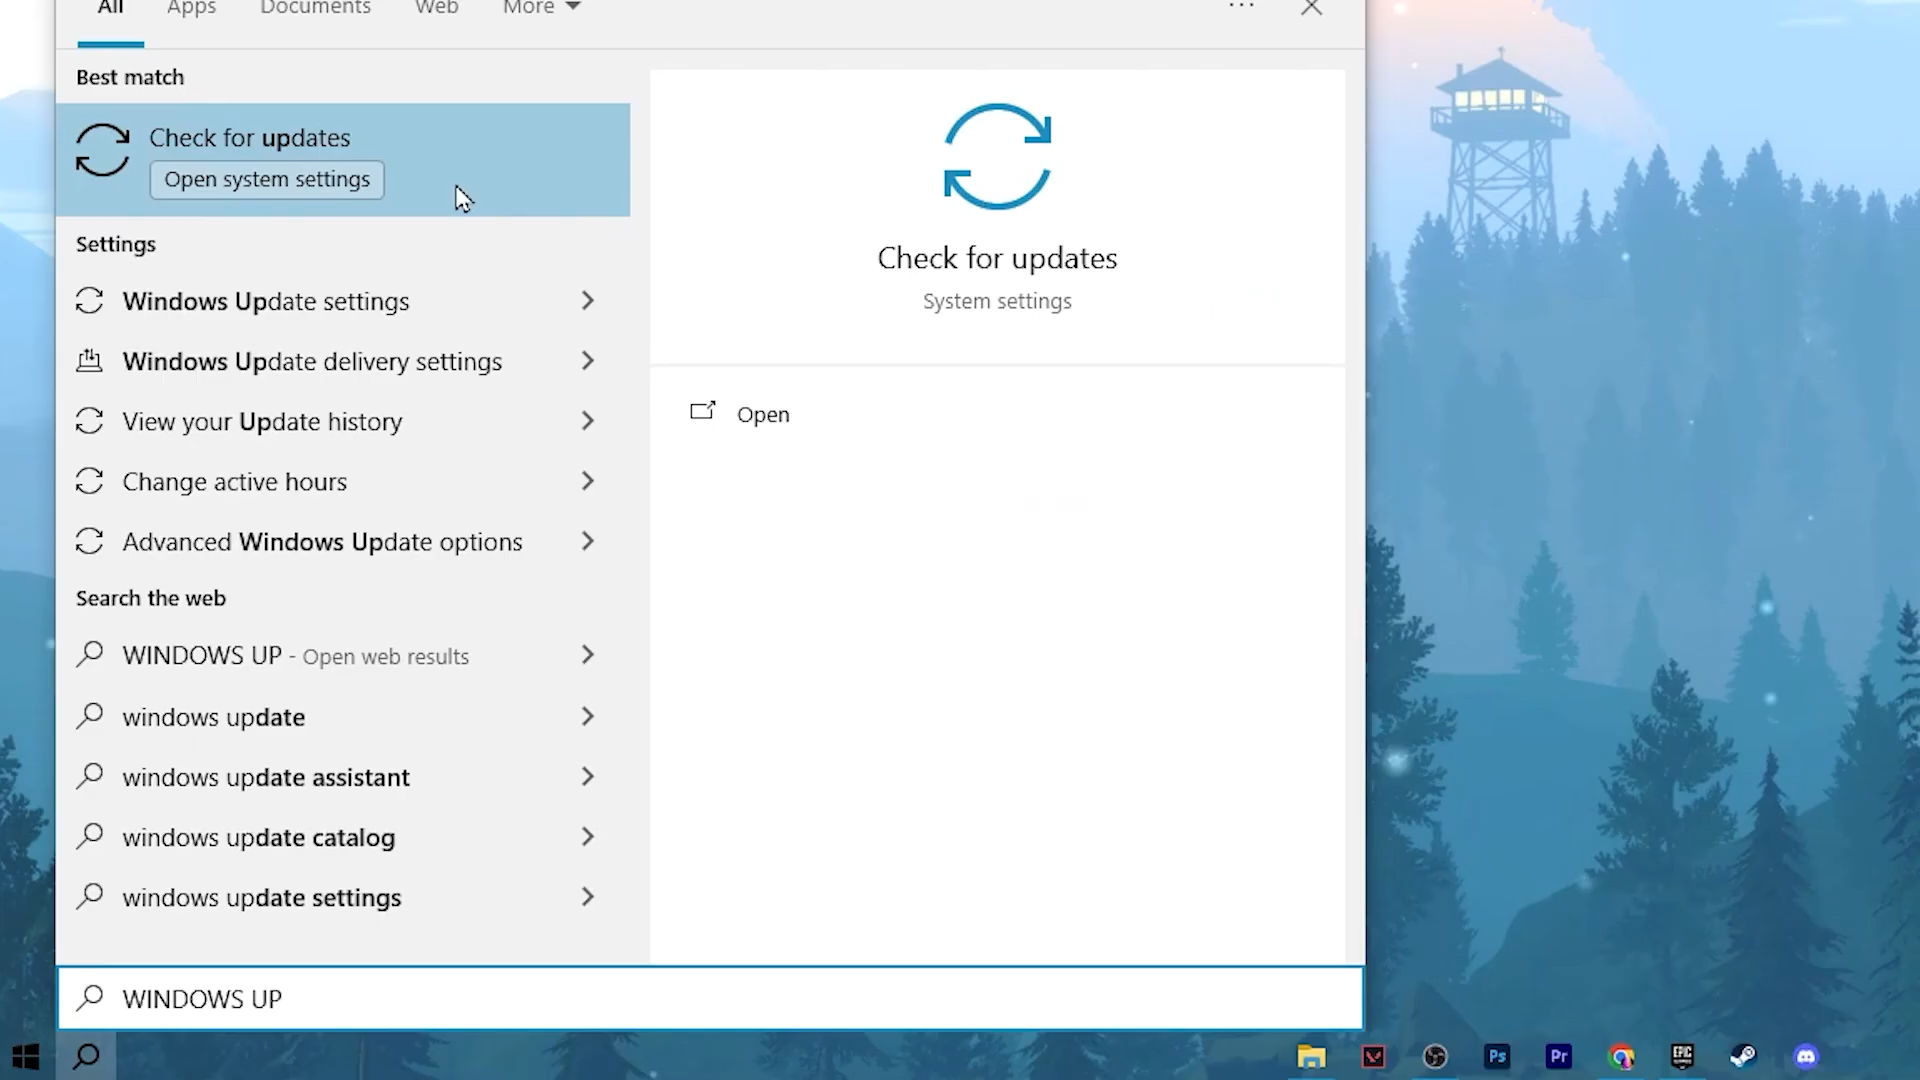 All Apps Documents Web More
Best match
Check for updates
Open system settings
Settings
Windows Update settings
Windows Update delivery settings
View your Update history
Change active hours
Advanced Windows Update options
Search the web
WINDOWS UP - Open web results
windows update
windows update assistant
windows update catalog
windows update settings
Check for updates
System settings
Open
WINDOWS UP
Ps Pr EPIC